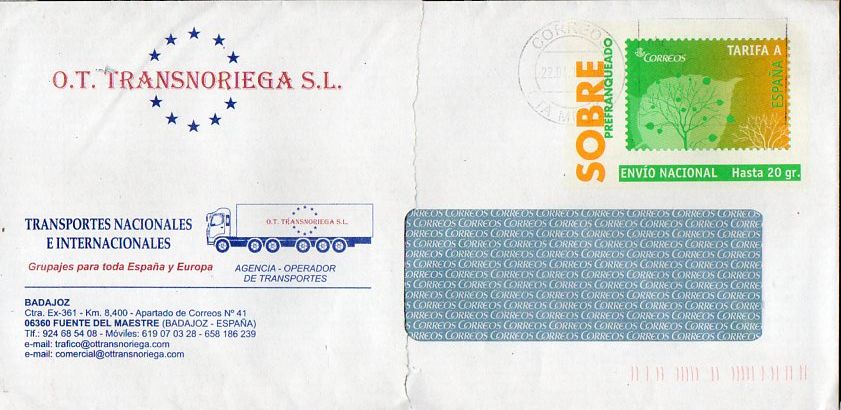 O.T. TRANSNORIEGA S.L.
CORREOS
SOBRE
PREFRANQUEADO
CORREOS
TARIFA A
ESPAÑA
ENVÍO NACIONAL Hasta 20 gr.
TRANSPORTES NACIONALES
E INTERNACIONALES
Grupajes para toda España y Europa
O.T. TRANSNORIEGA S.L.
AGENCIA - OPERADOR
DE TRANSPORTES
BADAJOZ
Ctra. Ex-361 - Km. 8,400 - Apartado de Correos Nº 41
06360 FUENTE DEL MAESTRE (BADAJOZ - ESPAÑA)
Tlf.: 924 68 54 08 - Móviles: 619 07 03 28 - 658 186 239
e-mail: trafico@ottransnoriega.com
e-mail: comercial@ottransnoriega.com
CORREOS CORREOS CORREOS CORREOS CORREOS CORREOS CORREOS CORREOS